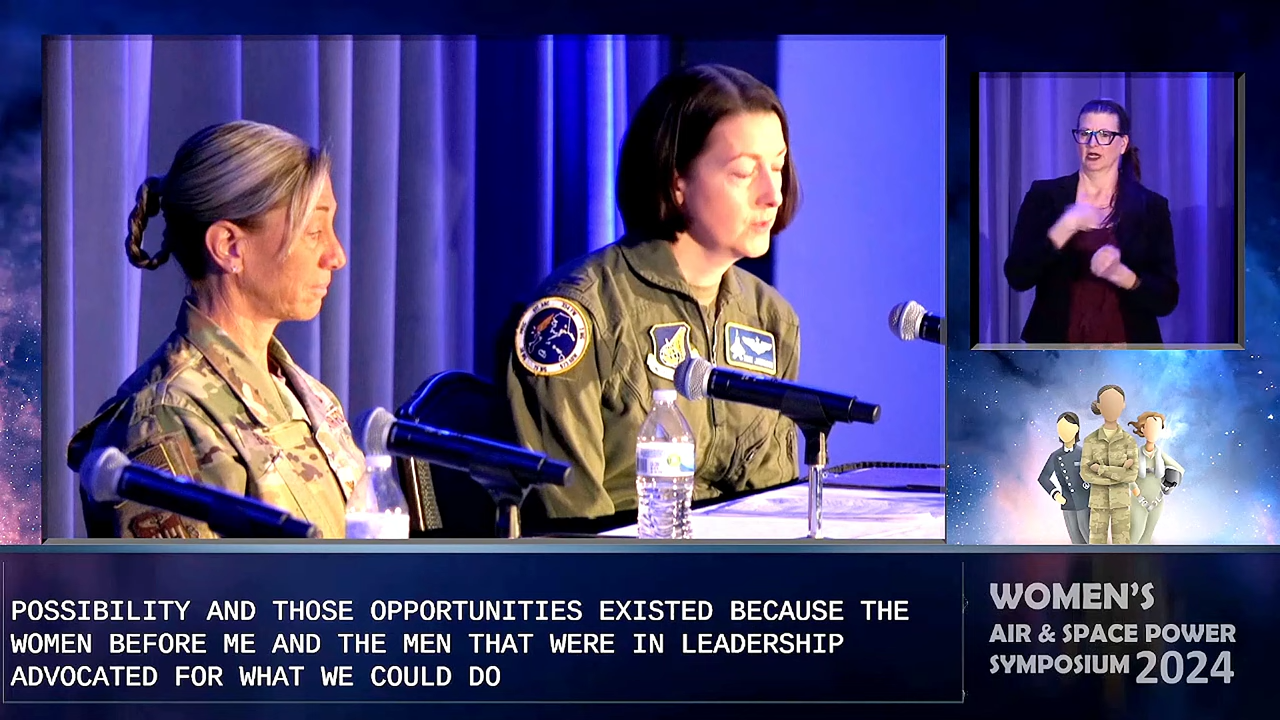 POSSIBILITY AND THOSE OPPORTUNITIES EXISTED BECAUSE THE
WOMEN BEFORE ME AND THE MEN THAT WERE IN LEADERSHIP
ADVOCATED FOR WHAT WE COULD DO
WOMEN'S
AIR & SPACE POWER
SYMPOSIUM 2024